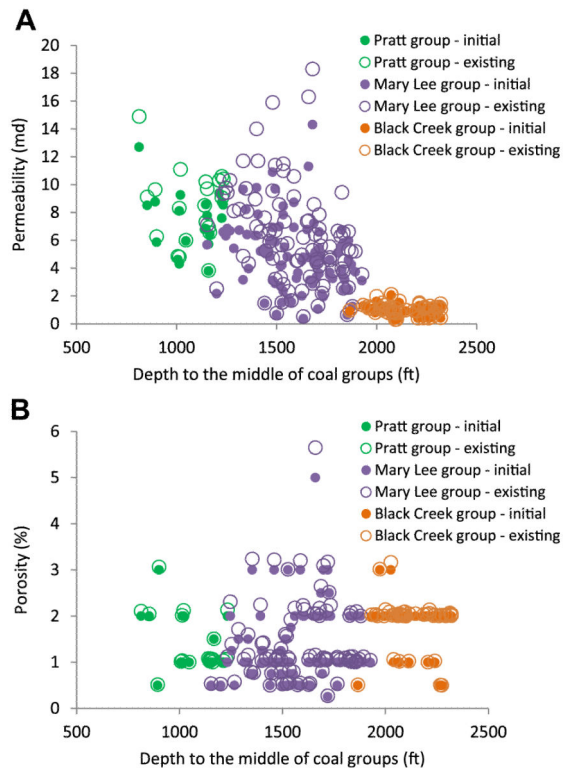 A
Permeability (md)
20
18
16
14
12
10
8
6
4
2
0
500 1000 1500 2000 2500
Depth to the middle of coal groups (ft)
Pratt group - initial
Pratt group - existing
Mary Lee group - initial
Mary Lee group - existing
Black Creek group - initial
Black Creek group - existing
B
Porosity (%)
6
5
4
3
2
1
0
500 1000 1500 2000 2500
Depth to the middle of coal groups (ft)
Pratt group - initial
Pratt group - existing
Mary Lee group - initial
Mary Lee group - existing
Black Creek group - initial
Black Creek group - existing